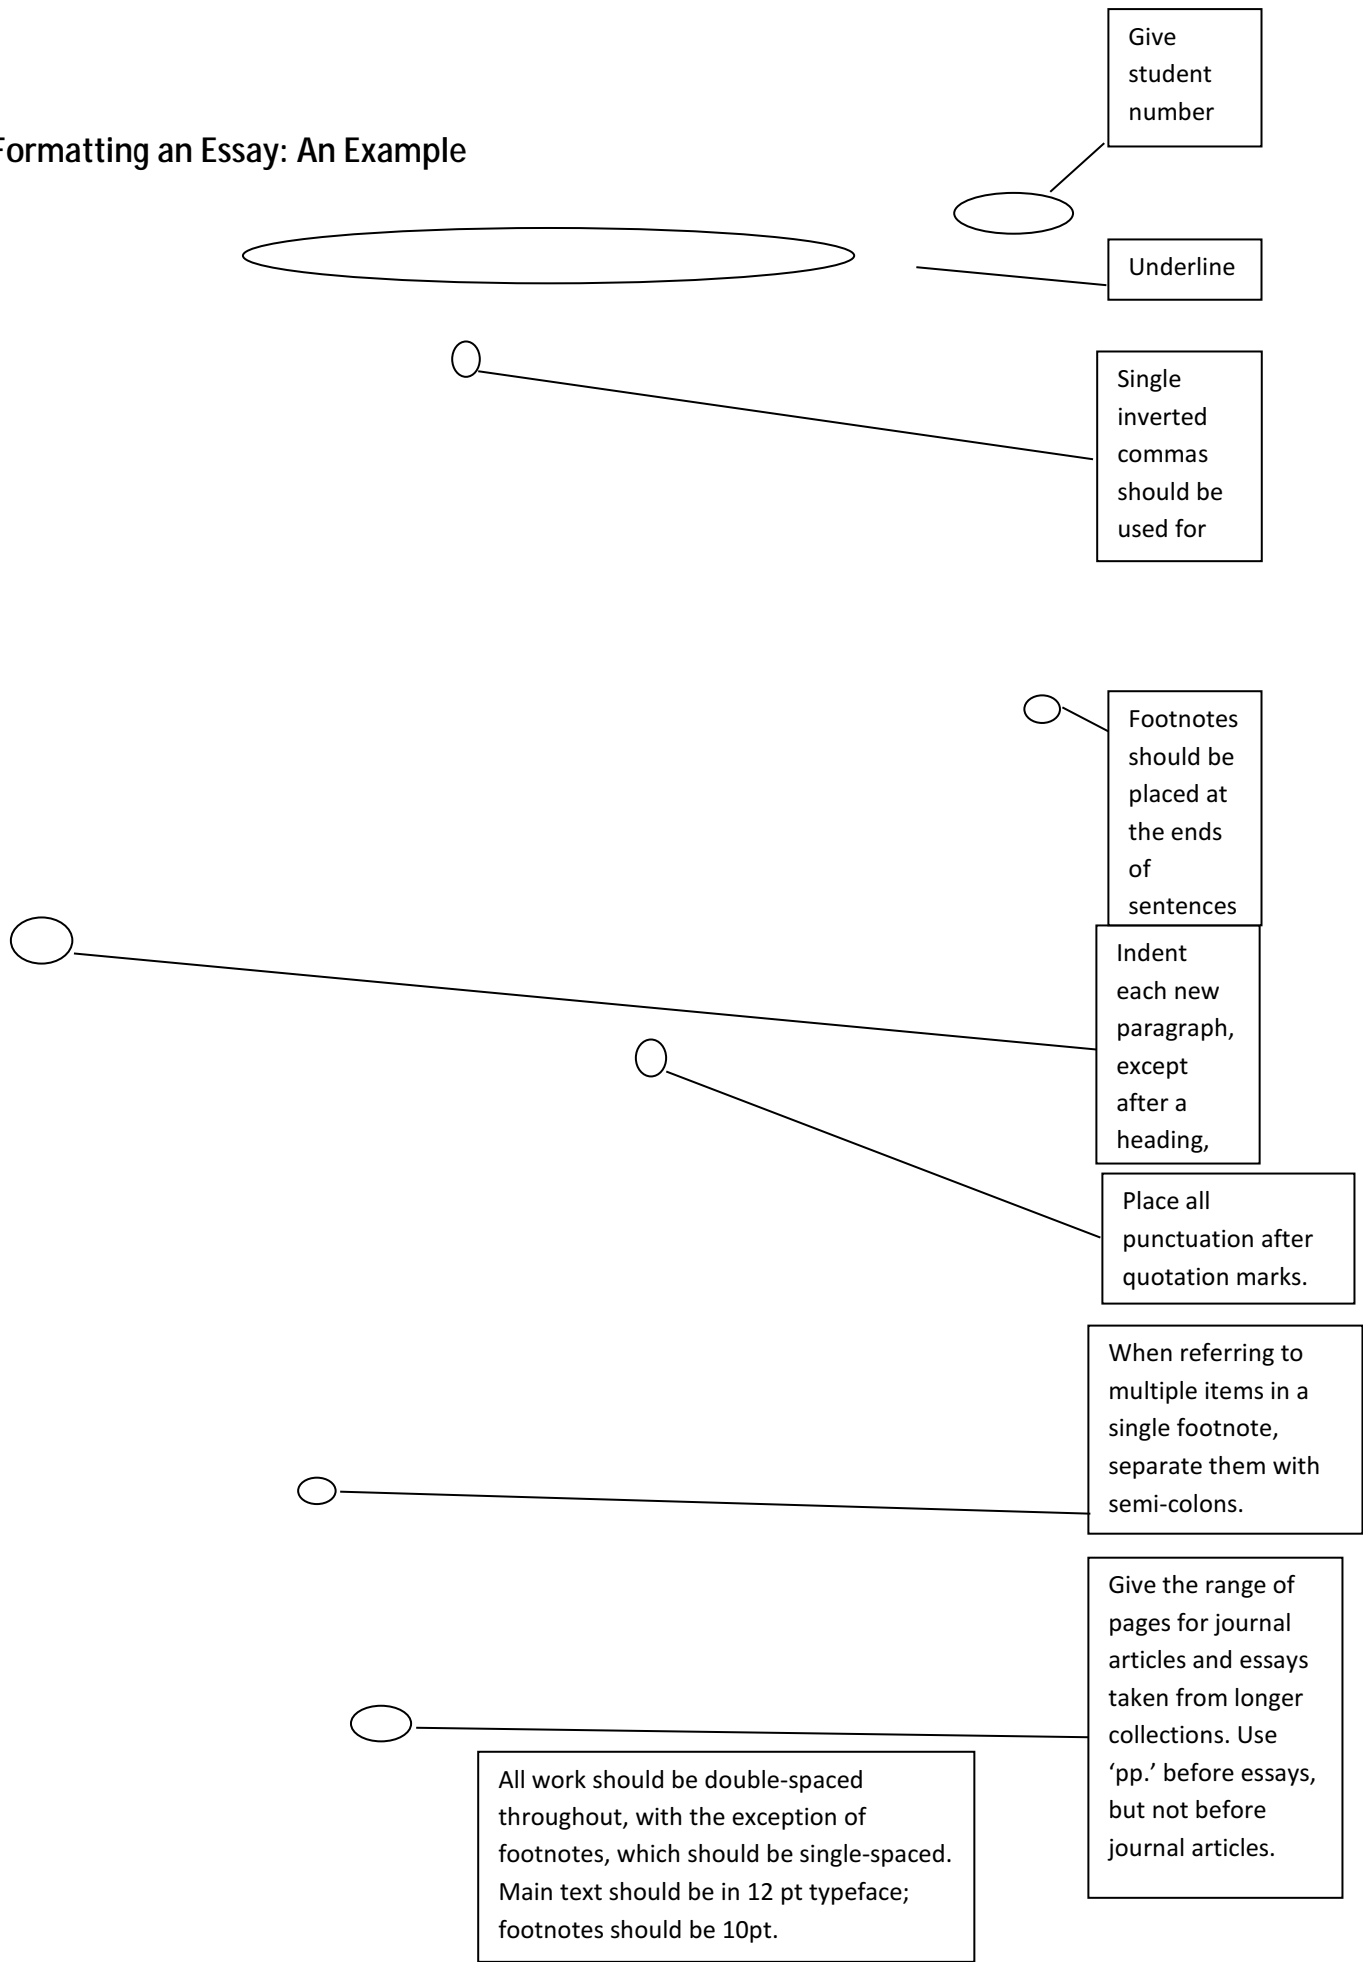 Give
student
number
Formatting an Essay: An Example
Underline
Single
inverted
commas
should be
used for
Footnotes
should be
placed at
the ends
of
sentences
Indent
each new
paragraph,
except
after a
heading,
Place all
punctuation after
quotation marks.
When referring to
multiple items in a
single footnote,
separate them with
semi-colons.
Give the range of
pages for journal
articles and essays
taken from longer
collections. Use
‘pp.’ before essays,
but not before
journal articles.
All work should be double-spaced
throughout, with the exception of
footnotes, which should be single-spaced.
Main text should be in 12 pt typeface;
footnotes should be 10pt.